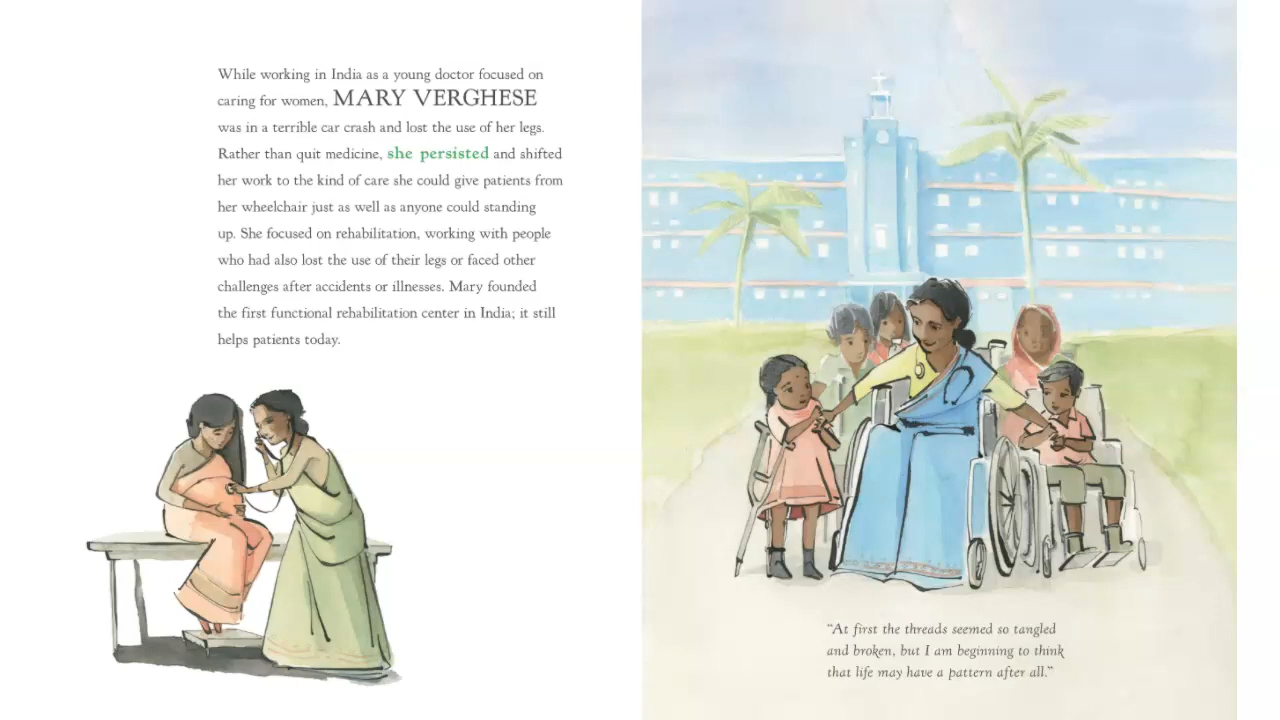 While working in India as a young doctor focused on
caring for women, MARY VERGHESE
was in a terrible car crash and lost the use of her legs.
Rather than quit medicine, she persisted and shifted
her work to the kind of care she could give patients from
her wheelchair just as well as anyone could standing
up. She focused on rehabilitation, working with people
who had also lost the use of their legs or faced other
challenges after accidents or illnesses. Mary founded
the first functional rehabilitation center in India; it still
helps patients today.
“At first the threads seemed so tangled
and broken, but I am beginning to think
that life may have a pattern after all.”